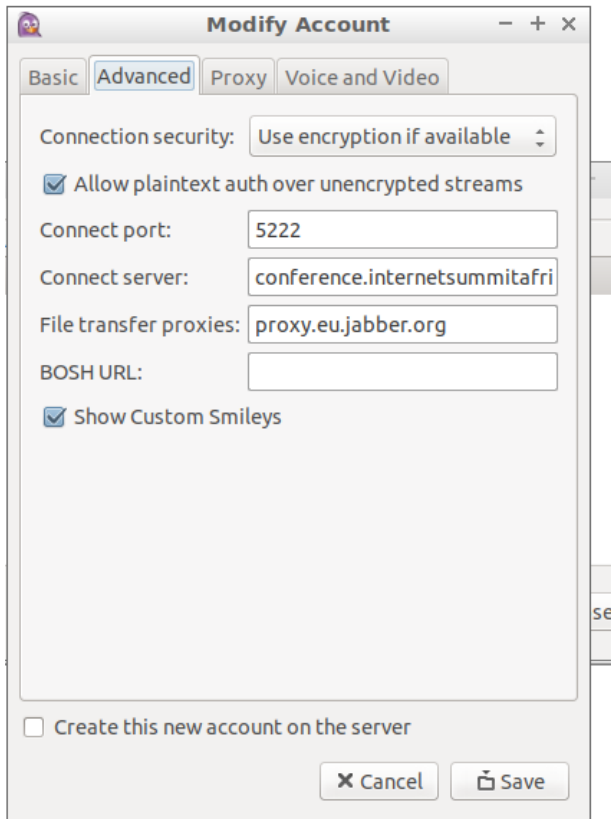 Modify Account
Basic Advanced Proxy Voice and Video
Connection security: Use encryption if available
Allow plaintext auth over unencrypted streams
Connect port: 5222
Connect server: conference.internetsummitafri
File transfer proxies: proxy.eu.jabber.org
BOSH URL:
Show Custom Smileys
se
Create this new account on the server
Cancel Save